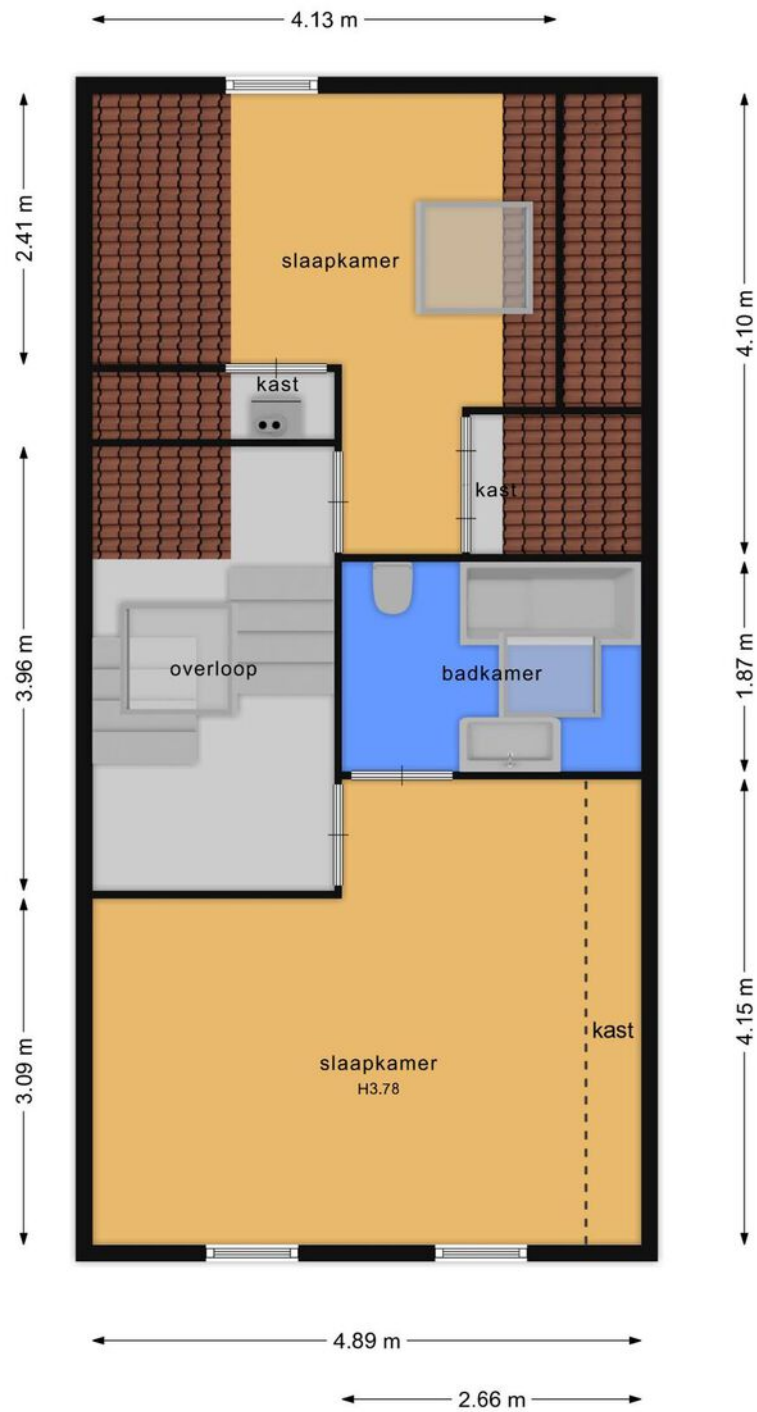 4.13 m
2.41 m
slaapkamer
4.10 m
kast
kast
3.96 m
overloop
badkamer
1.87 m
4.15 m
kast
3.09 m
slaapkamer
H3.78
4.89 m
2.66 m